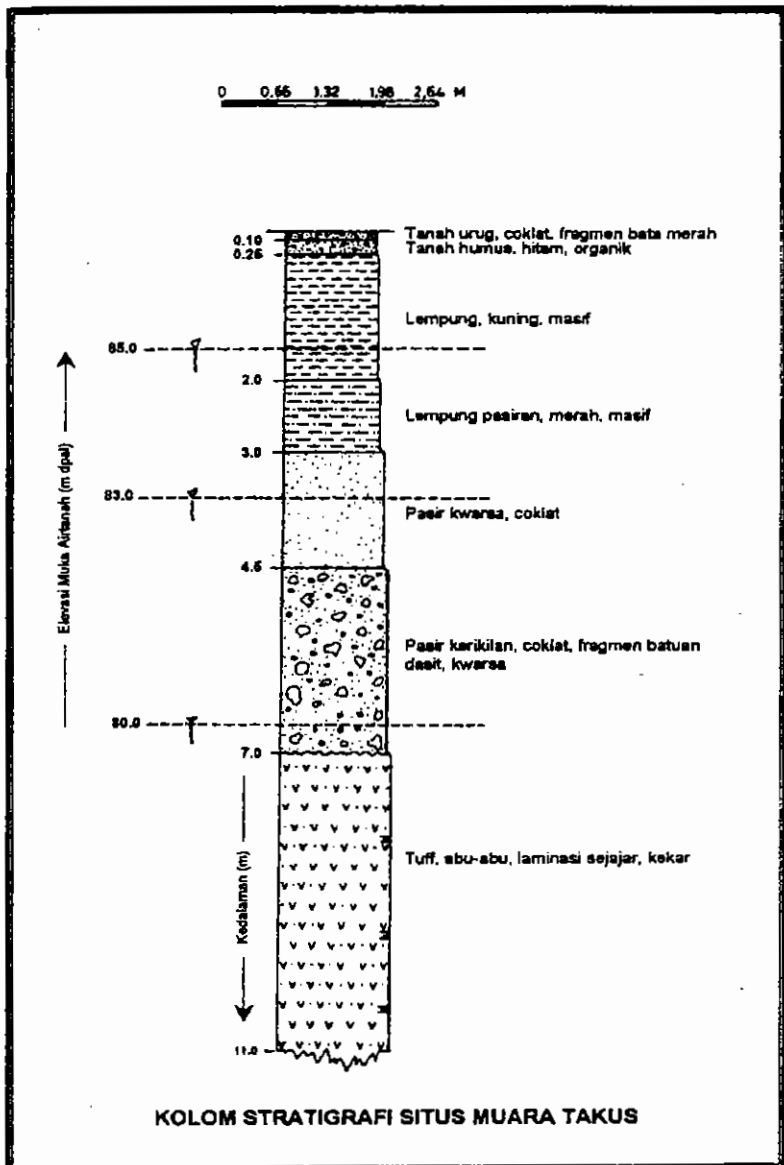 0 0,66 1.32 1,98 2,64 M
Tanah urug, coklat, fragmen bata merah
0.10
Tanah humus, hitam, organik
0.25
Lempung, kuning, masif
85.0
2.0
Lempung pasiran, merah, masif
3.0
83.0
Pasir kwarsa, coklat
4.5
Elevasi Muka Airtanah (m dpal)
Pasir kerikilan, coklat, fragmen batuan
dasit, kwarsa
80.0
7.0
Tuff, abu-abu, laminasi sejajar, kekar
Kedalaman (m)
11.0
KOLOM STRATIGRAFI SITUS MUARA TAKUS